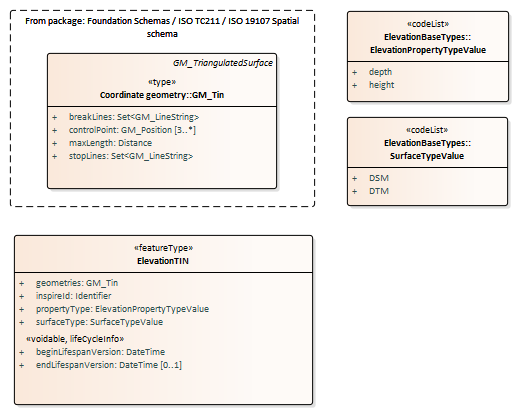 From package: Foundation Schemas / ISO TC211 / ISO 19107 Spatial
schema
GM_TriangulatedSurface
«type»
Coordinate geometry::GM_Tin
+ breakLines: Set<GM_LineString>
+ controlPoint: GM_Position [3..*]
+ maxLength: Distance
+ stopLines: Set<GM_LineString>
«codeList»
ElevationBaseTypes::
ElevationPropertyTypeValue
+ depth
+ height
«codeList»
ElevationBaseTypes::
SurfaceTypeValue
+ DSM
+ DTM
«featureType»
ElevationTIN
+ geometries: GM_Tin
+ inspireId: Identifier
+ propertyType: ElevationPropertyTypeValue
+ surfaceType: SurfaceTypeValue
«voidable, lifeCycleInfo»
+ beginLifespanVersion: DateTime
+ endLifespanVersion: DateTime [0..1]